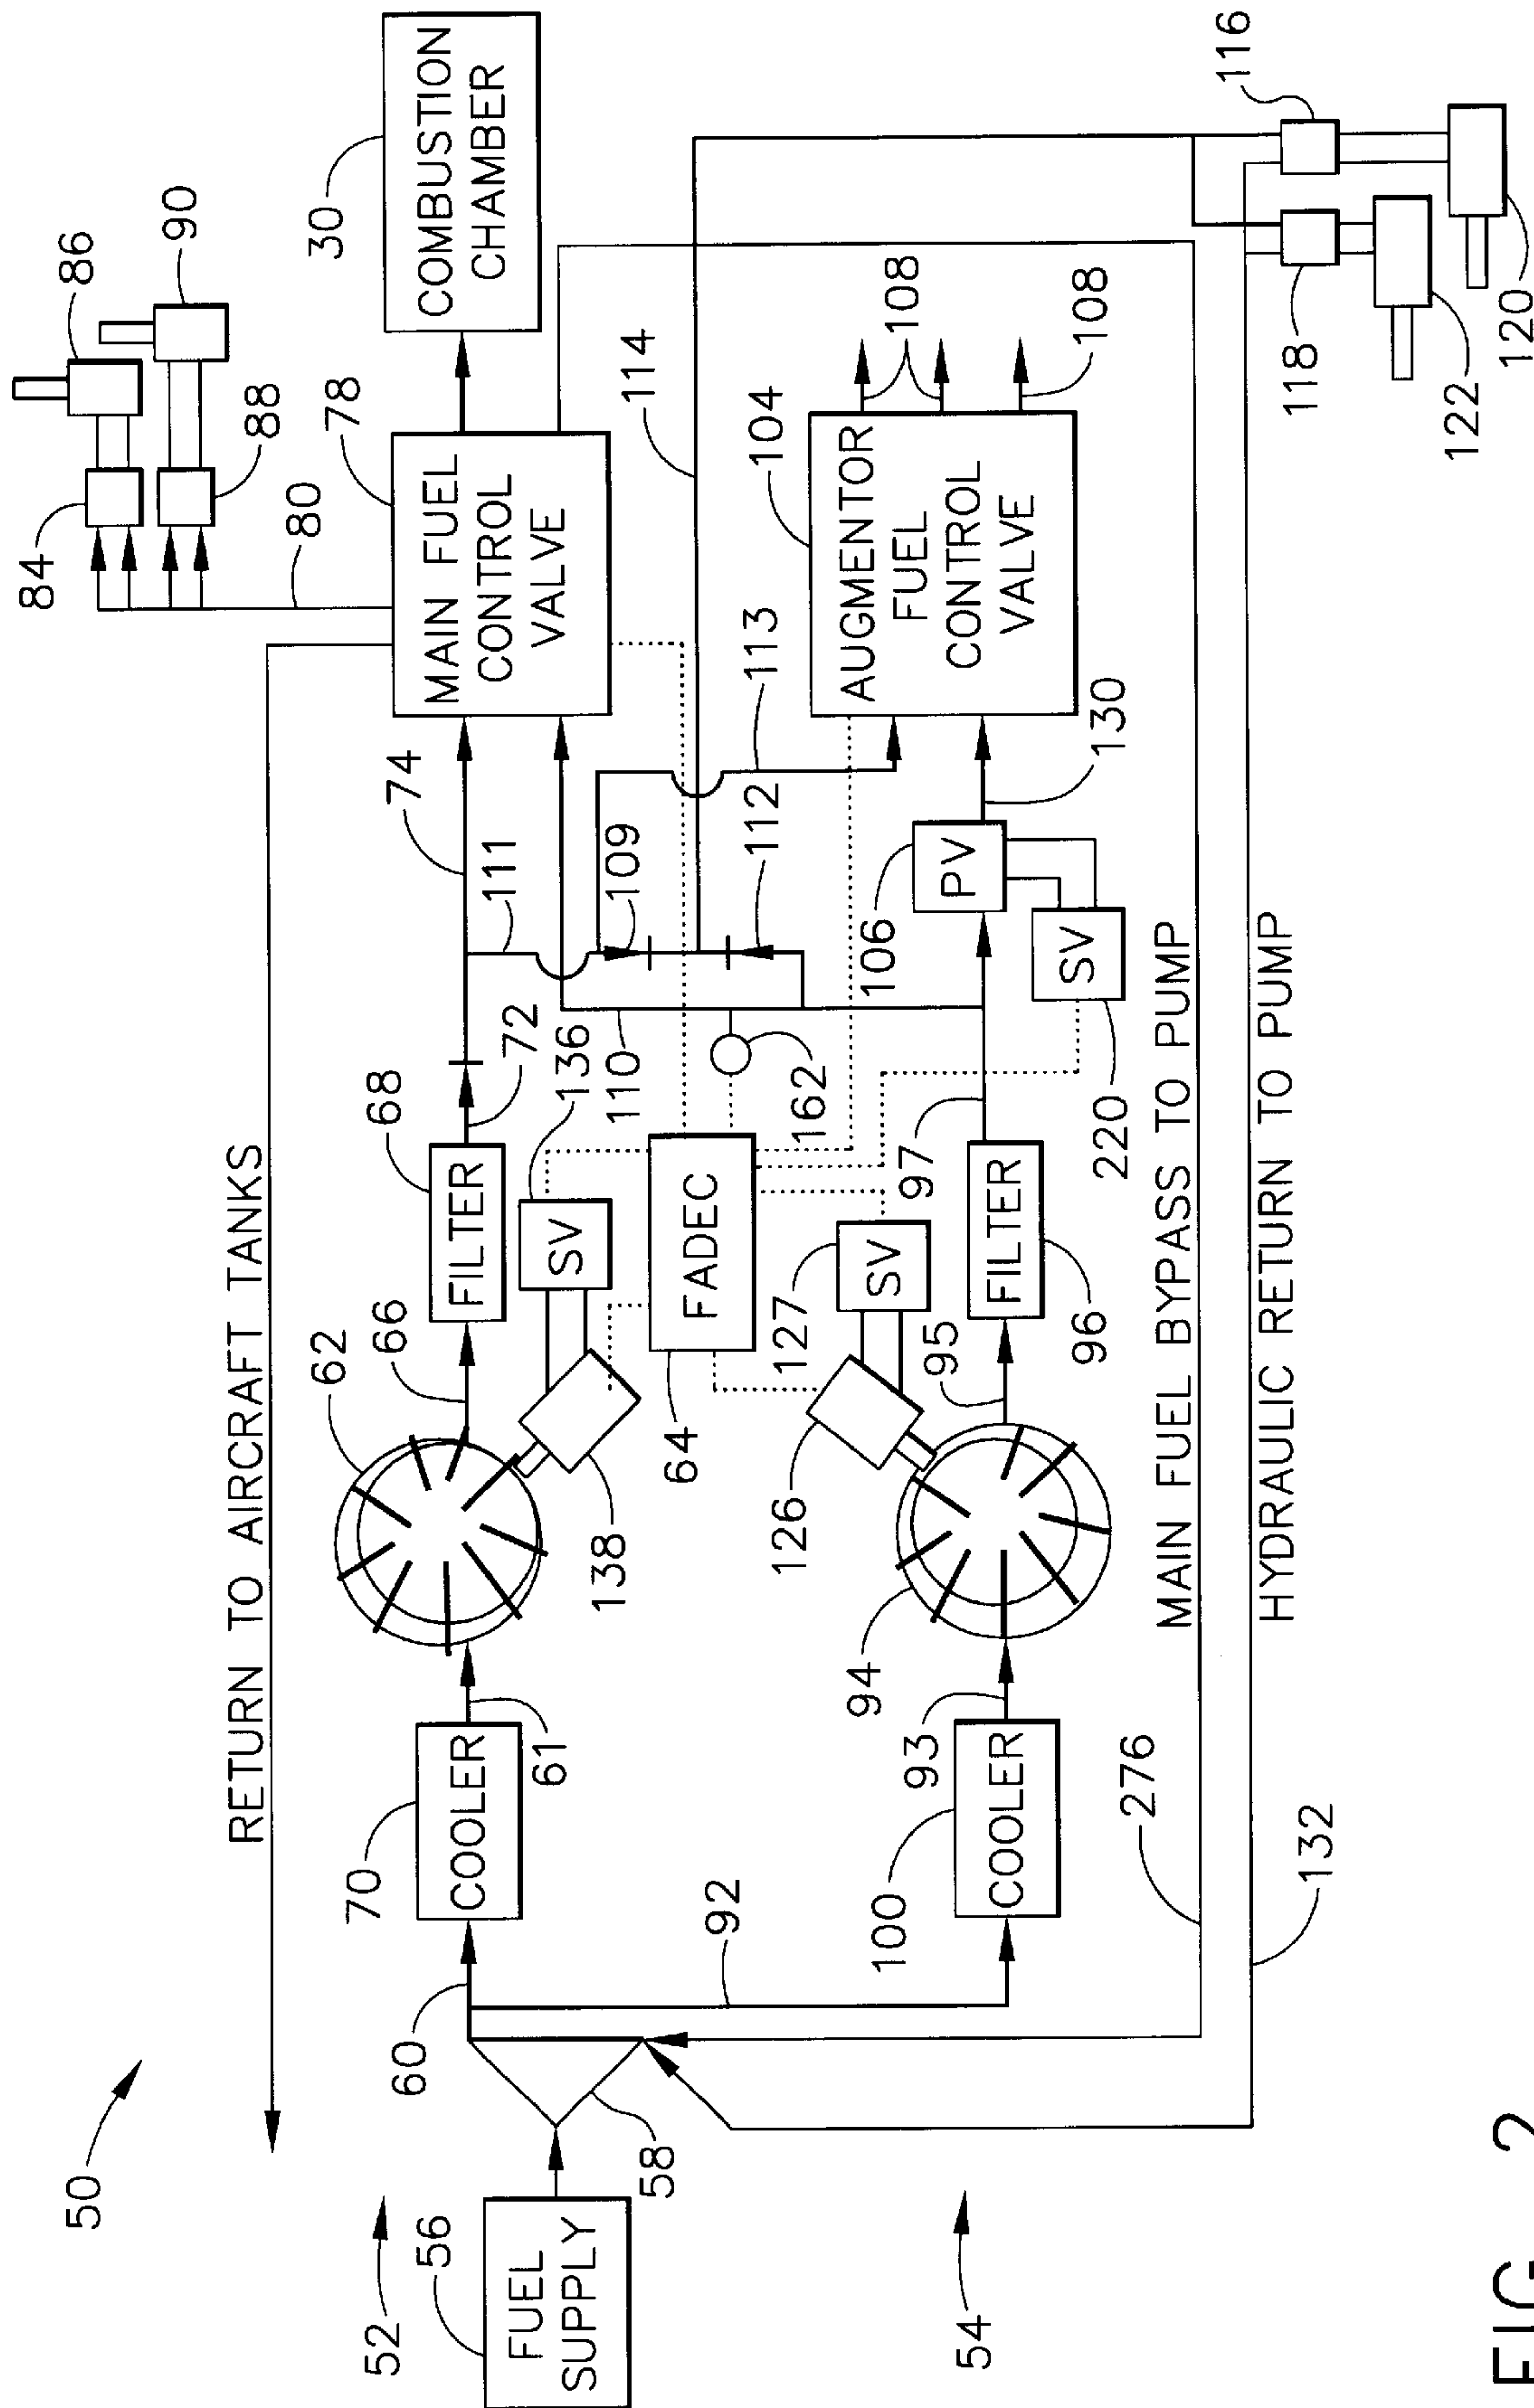 50
RETURN TO AIRCRAFT TANKS
52
56
FUEL
SUPPLY
58
60
70
COOLER
61
62
66
68
FILTER
72
74
111
78
MAIN FUEL
CONTROL
VALVE
80
84
86
88
90
30
COMBUSTION
CHAMBER
138
136
SV
64
FADEC
110
162
109
112
113
114
54
92
100
COOLER
93
94
126
127
SV
95
96
FILTER
97
106
PV
SV
220
130
104
AUGMENTOR
FUEL
CONTROL
VALVE
108
108
276
MAIN FUEL BYPASS TO PUMP
132
HYDRAULIC RETURN TO PUMP
116
118
120
122
FIG. 2